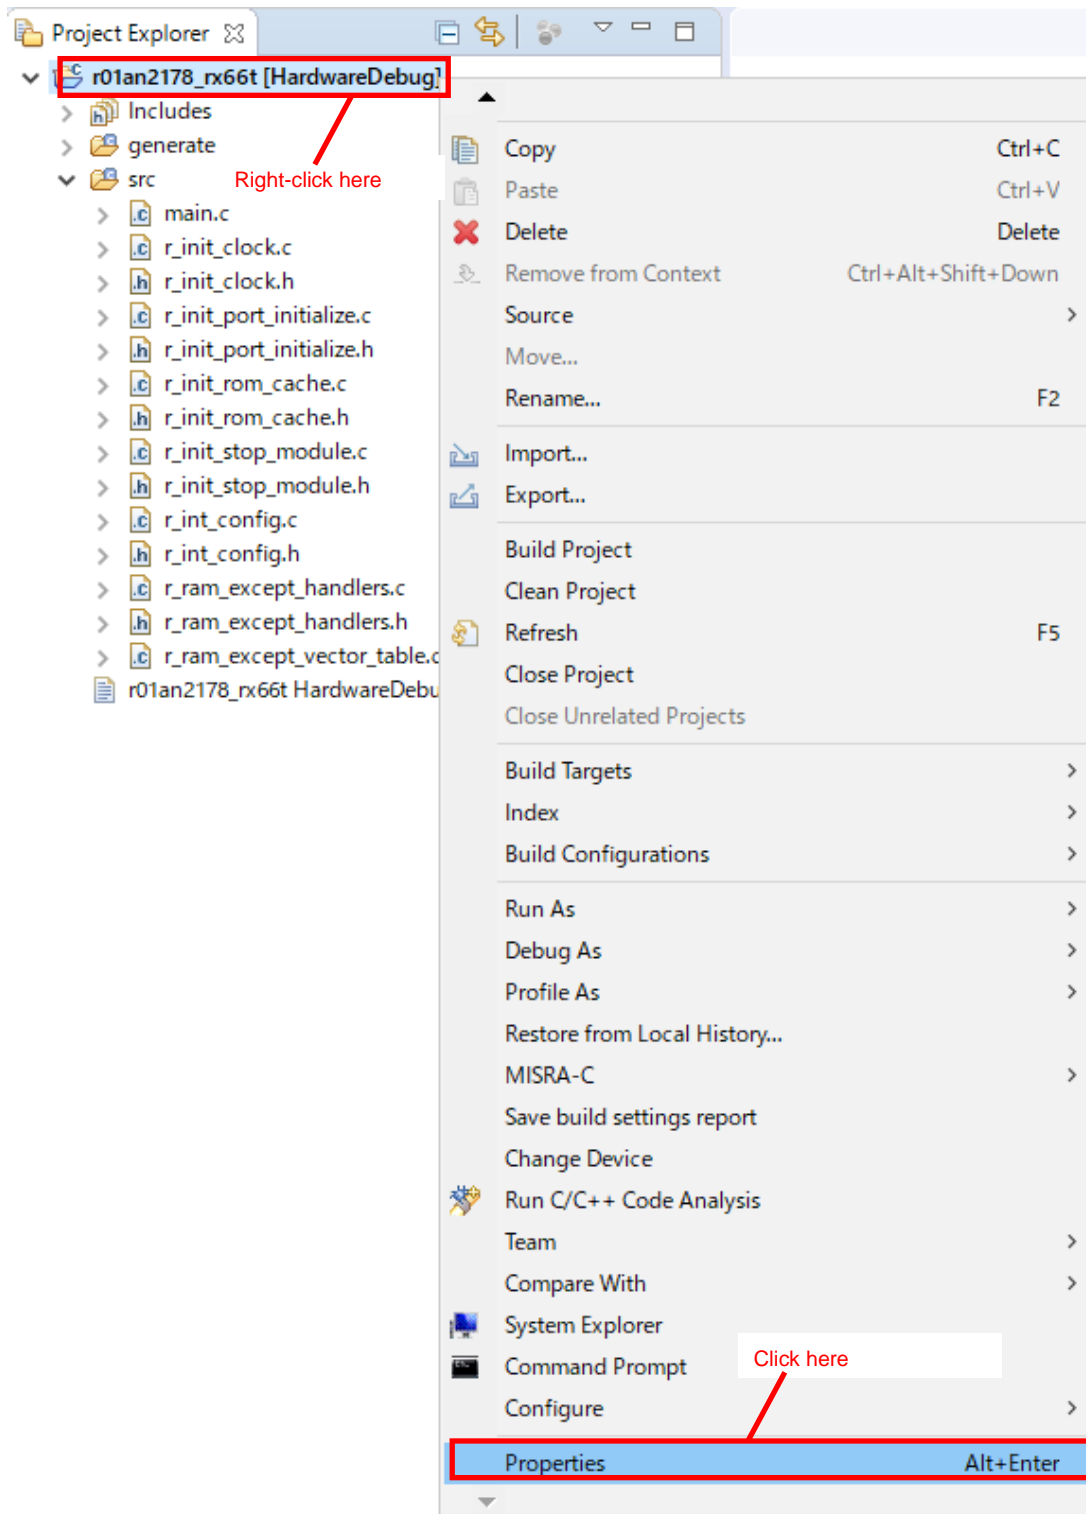 Project Explorer
r01an2178_rx66t [HardwareDebug]
Includes
generate
src
Right-click here
main.c
r_init_clock.c
r_init_clock.h
r_init_port_initialize.c
r_init_port_initialize.h
r_init_rom_cache.c
r_init_rom_cache.h
r_init_stop_module.c
r_init_stop_module.h
r_int_config.c
r_int_config.h
r_ram_except_handlers.c
r_ram_except_handlers.h
r_ram_except_vector_table.c
r01an2178_rx66t HardwareDebu
Copy Ctrl+C
Paste Ctrl+V
Delete Delete
Remove from Context Ctrl+Alt+Shift+Down
Source
Move...
Rename... F2
Import...
Export...
Build Project
Clean Project
Refresh F5
Close Project
Close Unrelated Projects
Build Targets
Index
Build Configurations
Run As
Debug As
Profile As
Restore from Local History...
MISRA-C
Save build settings report
Change Device
Run C/C++ Code Analysis
Team
Compare With
System Explorer
Command Prompt
Click here
Configure
Properties Alt+Enter